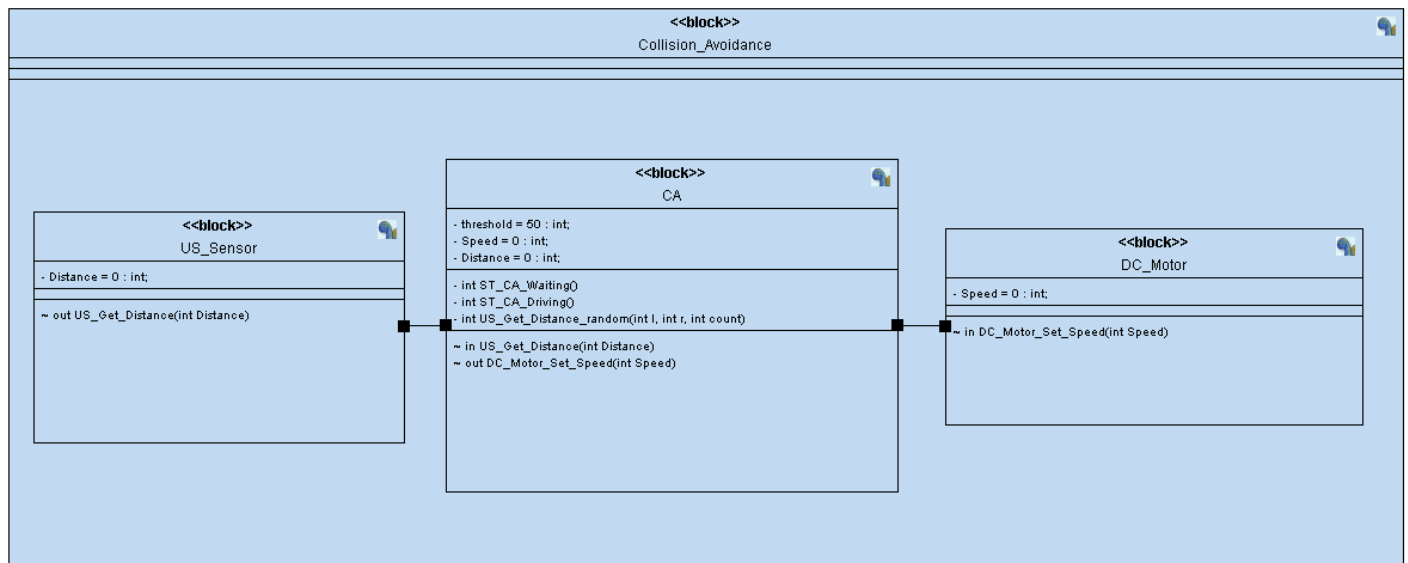 <<block>>
Collision_Avoidance
<<block>>
US_Sensor
- Distance = 0 : int;
~ out US_Get_Distance(int Distance)
<<block>>
CA
- threshold = 50 : int;
- Speed = 0 : int;
- Distance = 0 : int;
- int ST_CA_Waiting()
- int ST_CA_Driving()
- int US_Get_Distance_random(int l, int r, int count)
~ in US_Get_Distance(int Distance)
~ out DC_Motor_Set_Speed(int Speed)
<<block>>
DC_Motor
- Speed = 0 : int;
~ in DC_Motor_Set_Speed(int Speed)